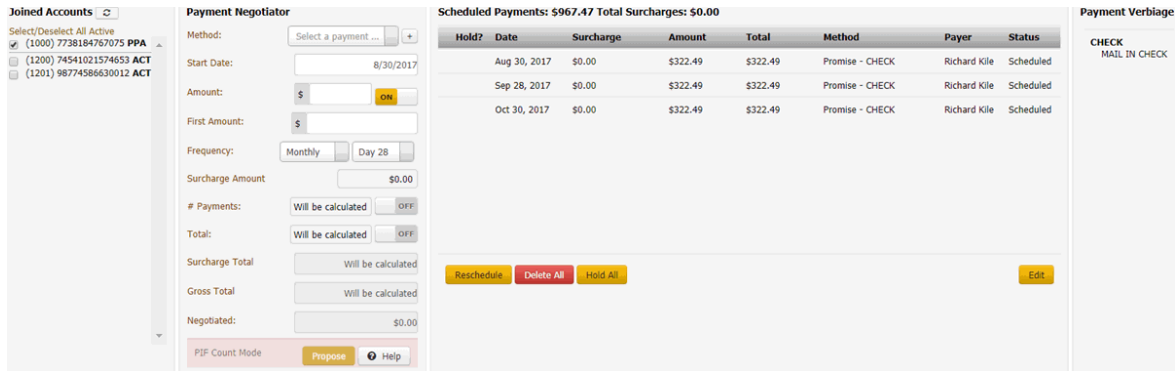 Joined Accounts
Select/Deselect All Active
(1000) 7738184767075 PPA
(1200) 74541021574653 ACT
(1201) 98774586630012 ACT
Payment Negotiator
Method: Select a payment ... +
Start Date: 8/30/2017
Amount: $ ON
First Amount: $
Frequency: Monthly Day 28
Surcharge Amount $0.00
# Payments: Will be calculated OFF
Total: Will be calculated OFF
Surcharge Total Will be calculated
Gross Total Will be calculated
Negotiated: $0.00
PIF Count Mode Propose ? Help
Scheduled Payments: $967.47 Total Surcharges: $0.00
Hold? Date Surcharge Amount Total Method Payer Status
Aug 30, 2017 $0.00 $322.49 $322.49 Promise - CHECK Richard Kile Scheduled
Sep 28, 2017 $0.00 $322.49 $322.49 Promise - CHECK Richard Kile Scheduled
Oct 30, 2017 $0.00 $322.49 $322.49 Promise - CHECK Richard Kile Scheduled
Reschedule Delete All Hold All Edit
Payment Verbiage
CHECK
MAIL IN CHECK